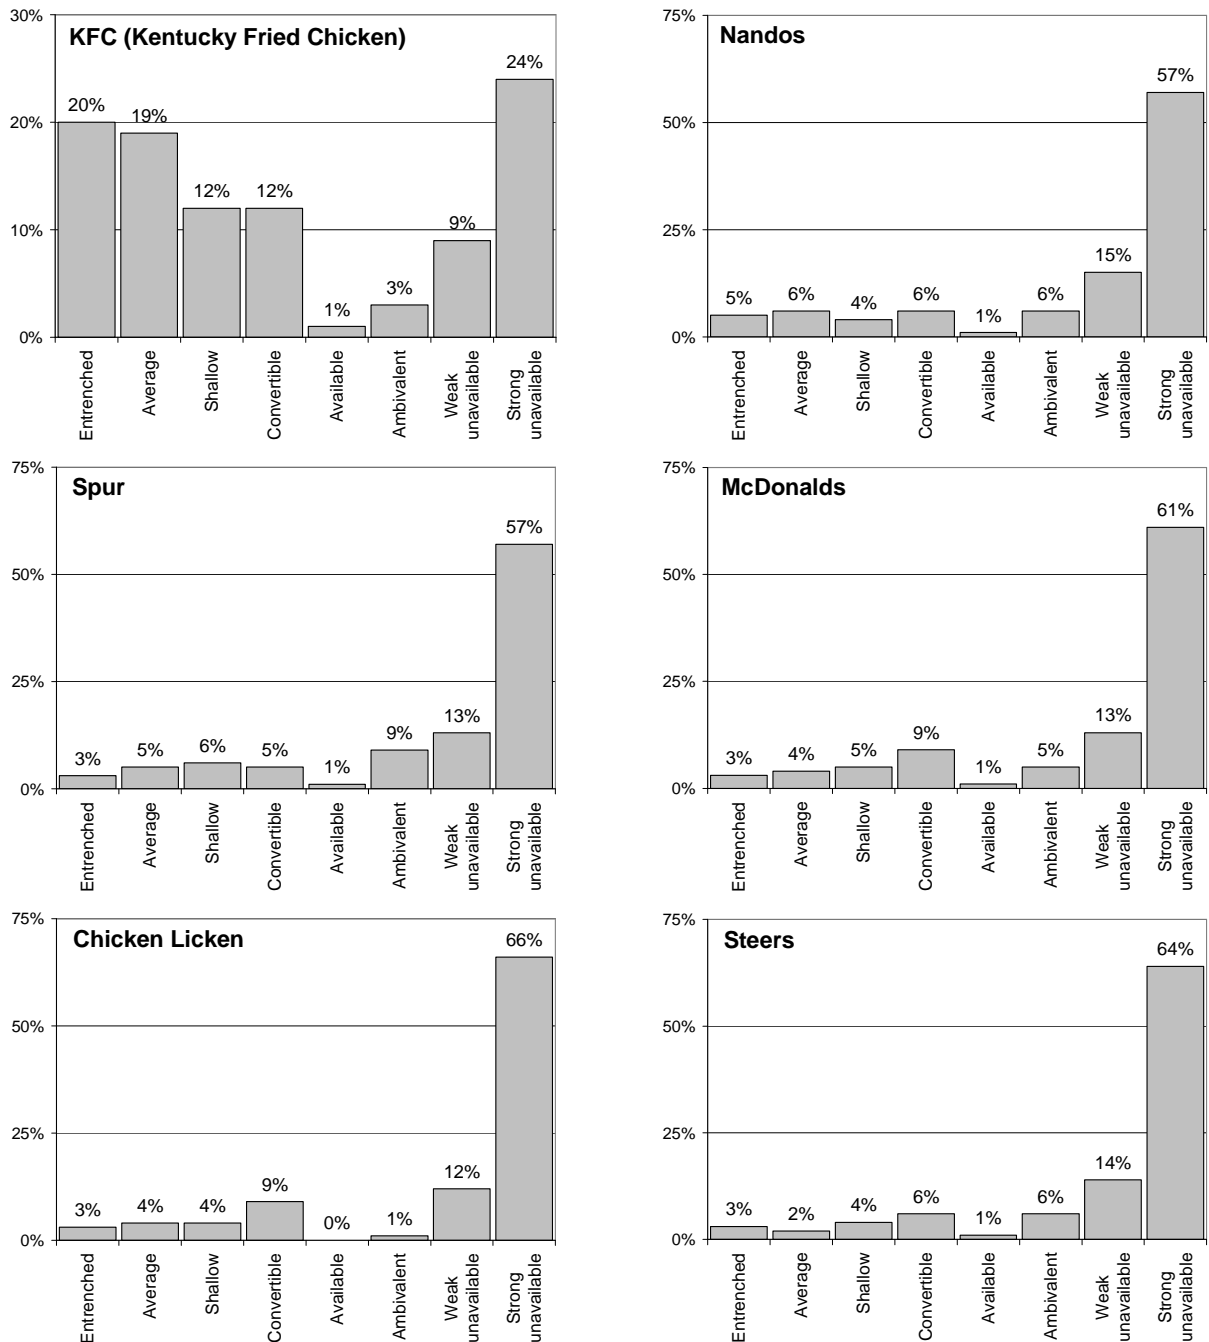 KFC (Kentucky Fried Chicken)
30%
20%
10%
0%
20%
19%
12%
12%
1%
3%
9%
24%
Entrenched
Average
Shallow
Convertible
Available
Ambivalent
Weak
unavailable
Strong
unavailable
Nandos
75%
50%
25%
0%
5%
6%
4%
6%
1%
6%
15%
57%
Entrenched
Average
Shallow
Convertible
Available
Ambivalent
Weak
unavailable
Strong
unavailable
Spur
75%
50%
25%
0%
3%
5%
6%
5%
1%
9%
13%
57%
Entrenched
Average
Shallow
Convertible
Available
Ambivalent
Weak
unavailable
Strong
unavailable
McDonalds
75%
50%
25%
0%
3%
4%
5%
9%
1%
5%
13%
61%
Entrenched
Average
Shallow
Convertible
Available
Ambivalent
Weak
unavailable
Strong
unavailable
Chicken Licken
75%
50%
25%
0%
3%
4%
4%
9%
0%
1%
12%
66%
Entrenched
Average
Shallow
Convertible
Available
Ambivalent
Weak
unavailable
Strong
unavailable
Steers
75%
50%
25%
0%
3%
2%
4%
6%
1%
6%
14%
64%
Entrenched
Average
Shallow
Convertible
Available
Ambivalent
Weak
unavailable
Strong
unavailable